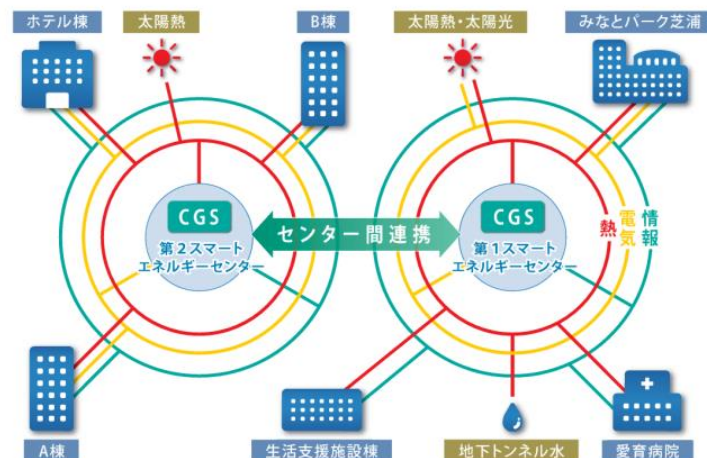 ホテル棟
太陽熱
B棟
太陽熱・太陽光
みなとパーク芝浦
CGS
第2スマート
エネルギーセンター
センター間連携
CGS
第1スマート
エネルギーセンター
熱
電気
情報
A棟
生活支援施設棟
地下トンネル水
愛育病院